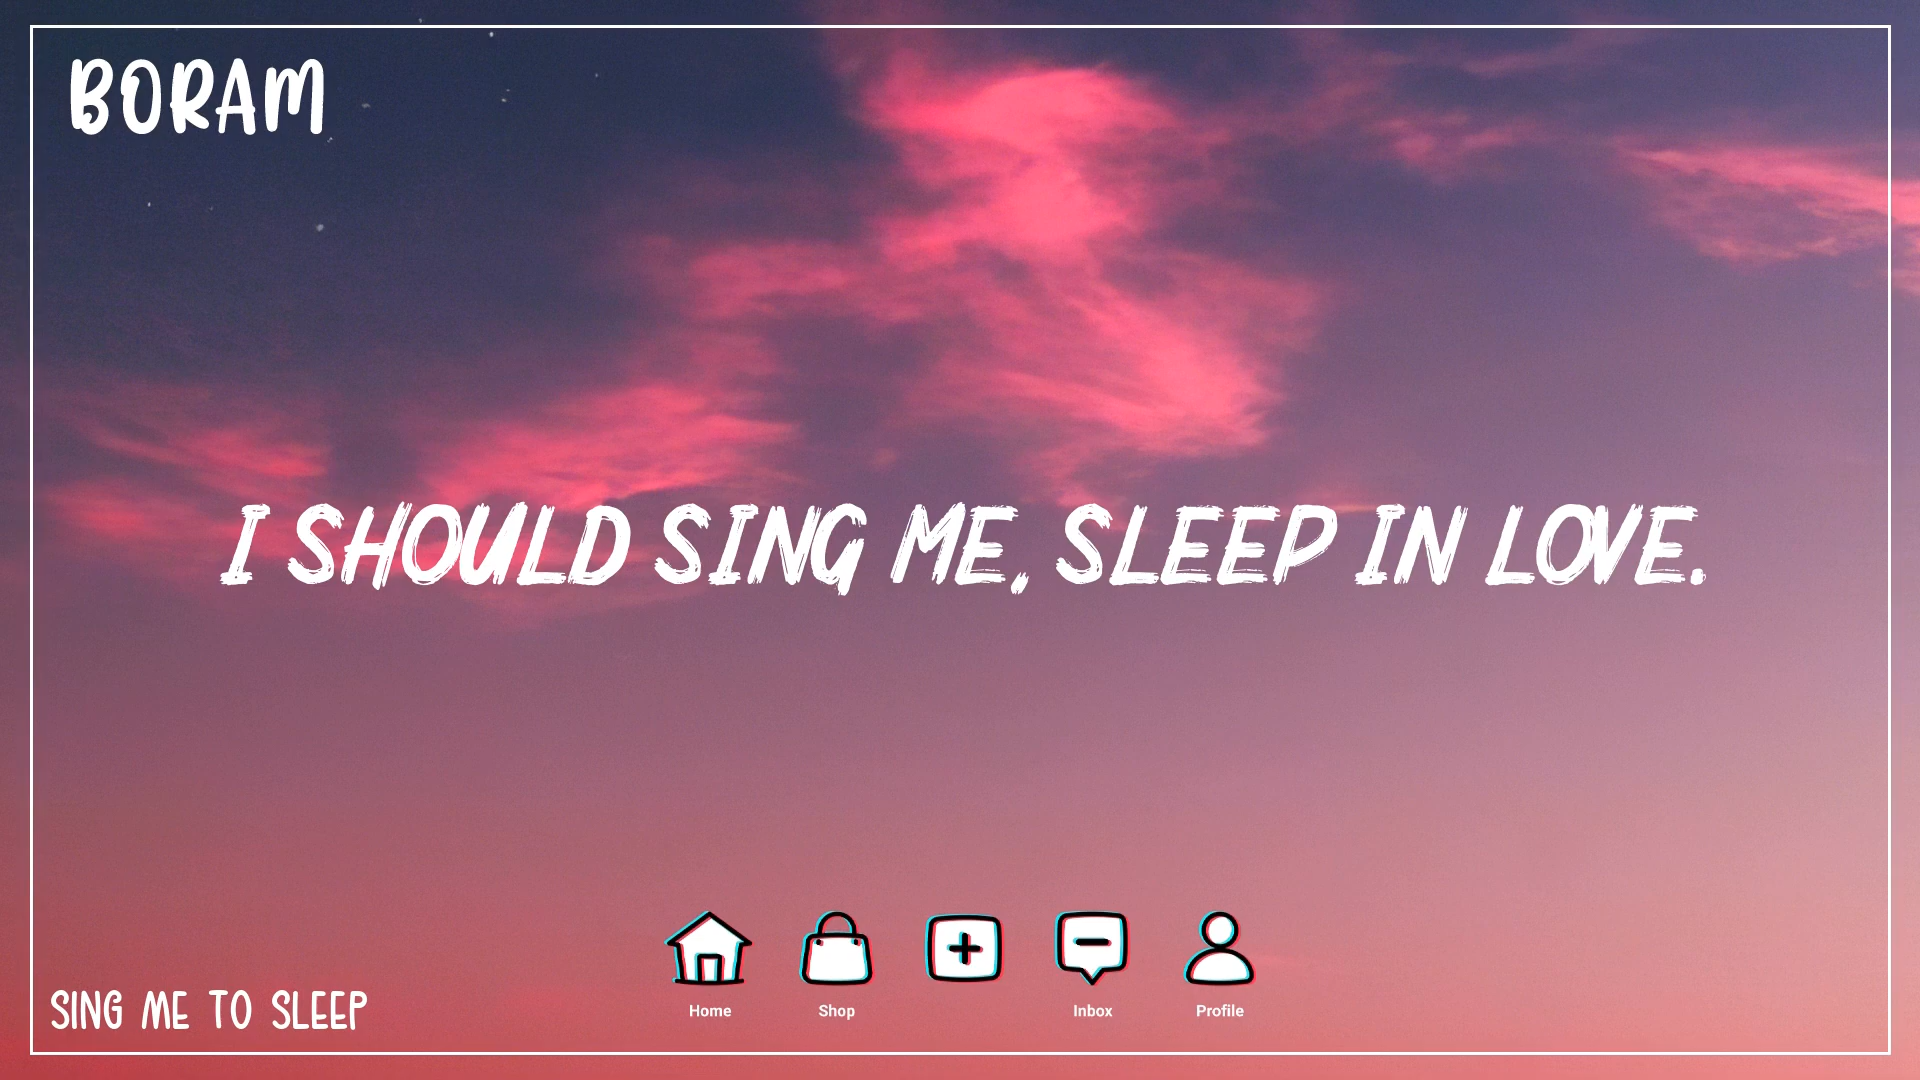 BORAM
I SHOULD SING ME, SLEEP IN LOVE.
Home
Shop
Inbox
Profile
SING ME TO SLEEP